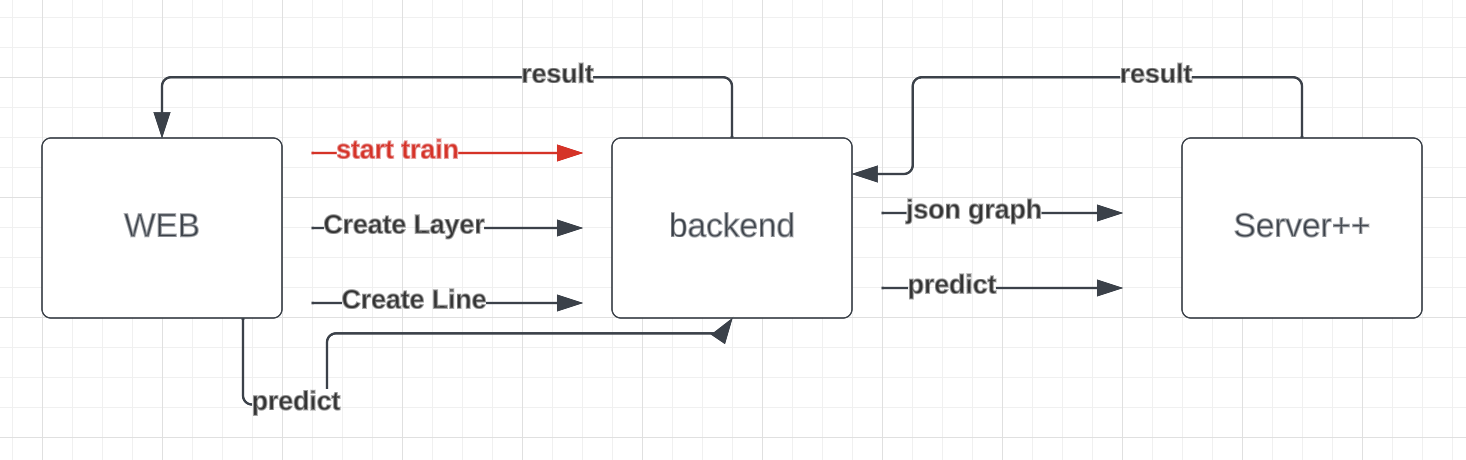 result
result
start train
WEB
Create Layer
Create Line
backend
json graph
predict
Server++
predict